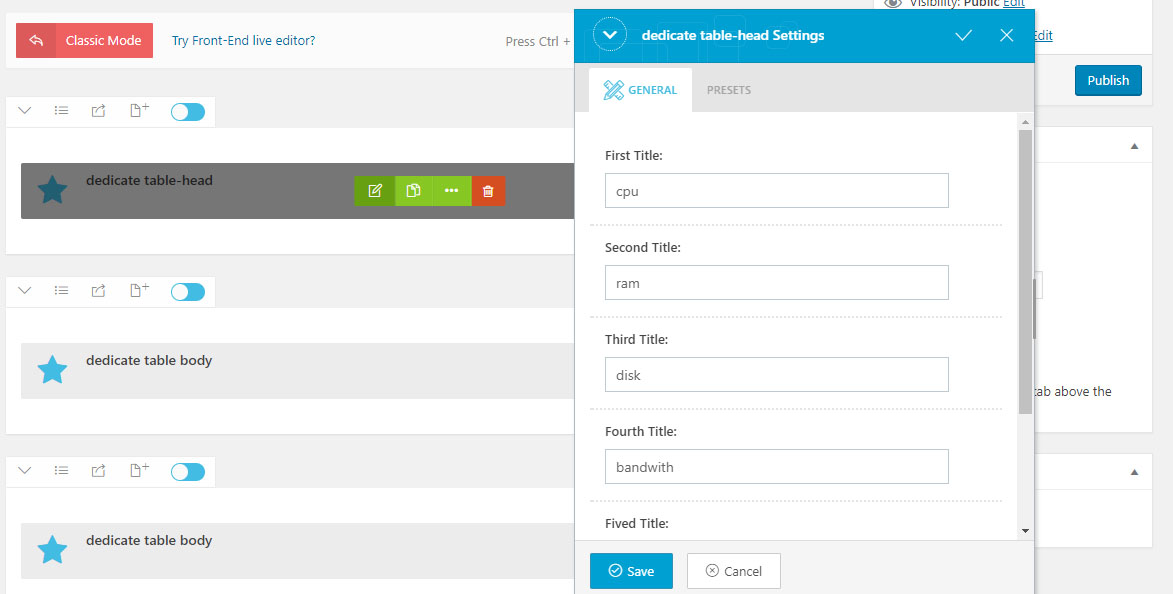 Visibility: Public Edit
Classic Mode
Try Front-End live editor?
Press Ctrl +
dedicate table-head Settings
Edit
Publish
GENERAL
PRESETS
First Title:
cpu
dedicate table-head
Second Title:
ram
Third Title:
disk
dedicate table body
tab above the
Fourth Title:
bandwith
Fived Title:
dedicate table body
Save
Cancel